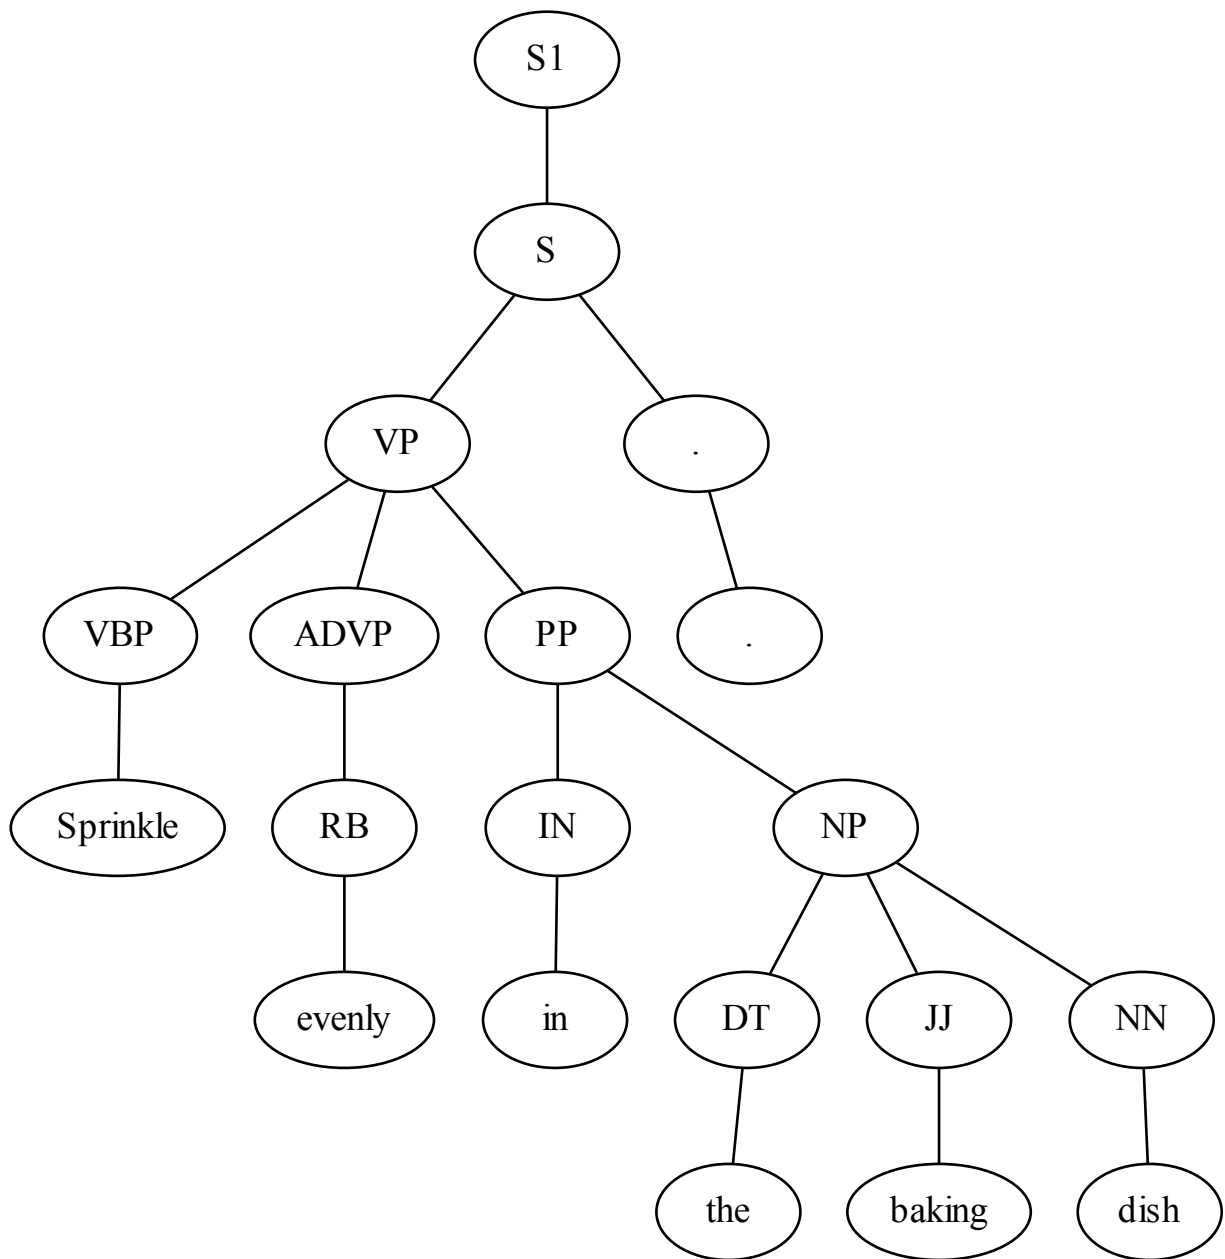 S1
S
VP .
VBP ADVP PP .
Sprinkle RB IN NP
evenly in DT JJ NN
the baking dish